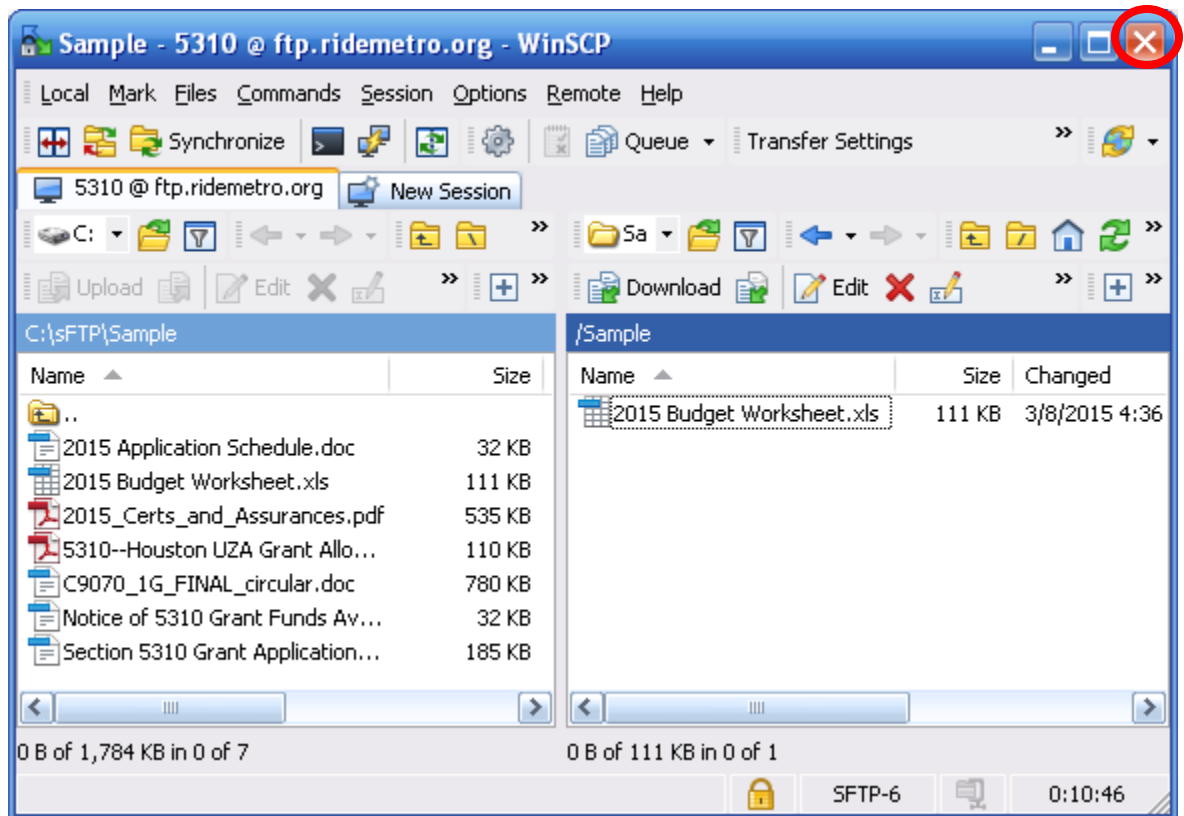 Sample - 5310 @ ftp.ridemetro.org - WinSCP
Local Mark Files Commands Session Options Remote Help
Synchronize Queue Transfer Settings »
5310 @ ftp.ridemetro.org New Session
C: » Sa »
Upload Edit » » Download Edit » »
C:\sFTP\Sample /Sample
Name Size Name Size Changed
..
2015 Budget Worksheet.xls 111 KB 3/8/2015 4:36
2015 Application Schedule.doc 32 KB
2015 Budget Worksheet.xls 111 KB
2015_Certs_and_Assurances.pdf 535 KB
5310--Houston UZA Grant Allo... 110 KB
C9070_1G_FINAL_circular.doc 780 KB
Notice of 5310 Grant Funds Av... 32 KB
Section 5310 Grant Application... 185 KB
0 B of 1,784 KB in 0 of 7 0 B of 111 KB in 0 of 1
SFTP-6 0:10:46